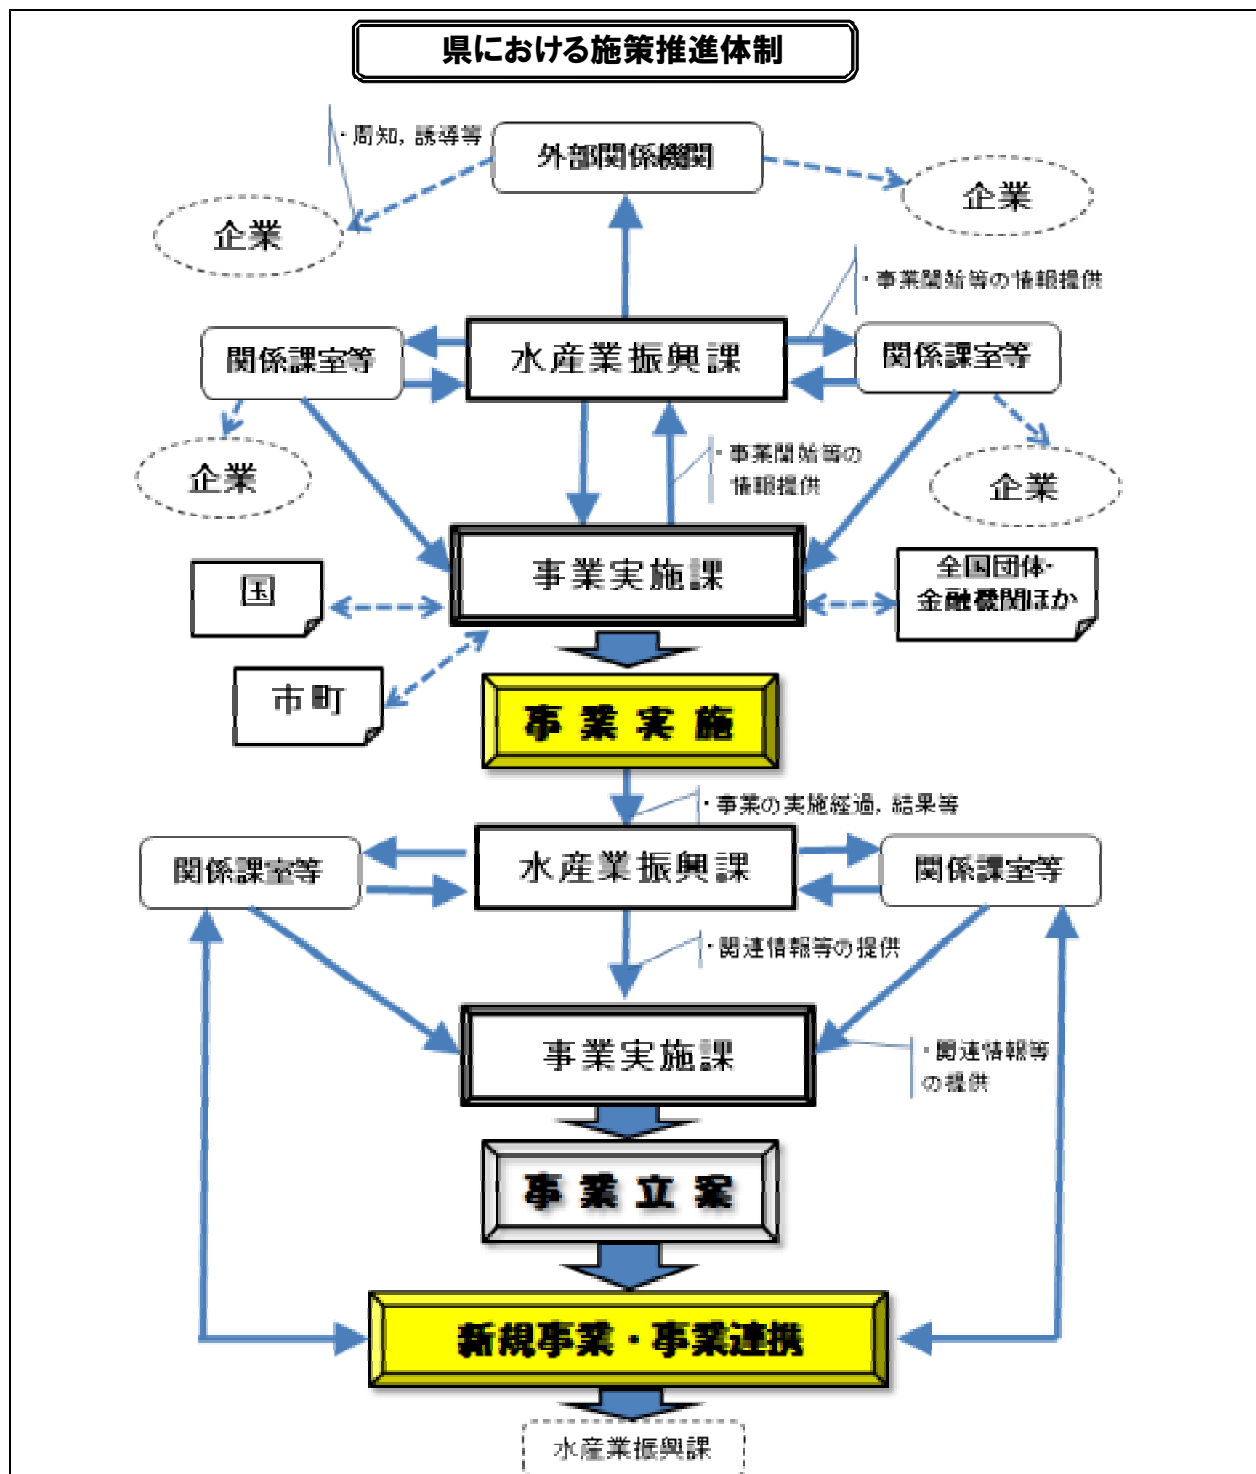 県における施策推進体制
・周知，誘導等
外部関係機関
企業
企業
・事業開始等の情報提供
関係課室等
水産業振興課
関係課室等
企業
・事業開始等の
情報提供
企業
事業実施課
国
全国団体・
金融機関ほか
市町
事業実施
・事業の実施経過，結果等
関係課室等
水産業振興課
関係課室等
・関連情報等の提供
事業実施課
・関連情報等
の提供
事業立案
新規事業・事業連携
水産業振興課